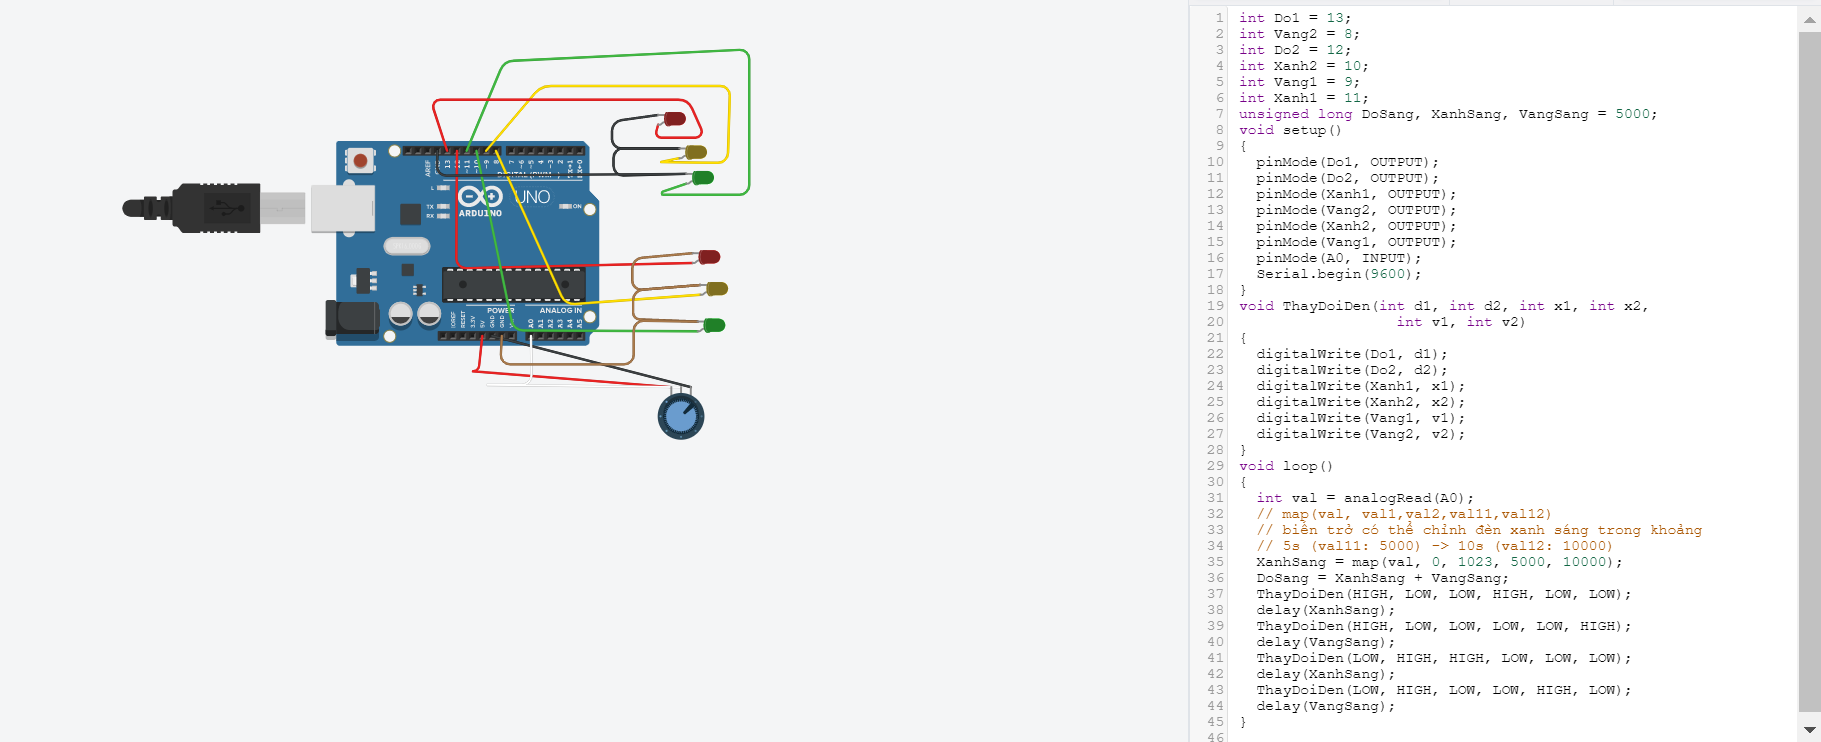 AREF
13
12
~11
~10
~9
8
7
~6
~5
4
~3
2
TX→1
RX←0
L
TX
RX
ARDUINO
UNO
ON
POWER
ANALOG IN
IOREF
RESET
3.3V
5V
GND
GND
A0
A1
A2
A3
A4
A5
1 int Do1 = 13;
2 int Vang2 = 8;
3 int Do2 = 12;
4 int Xanh2 = 10;
5 int Vang1 = 9;
6 int Xanh1 = 11;
7 unsigned long DoSang, XanhSang, VangSang = 5000;
8 void setup()
9 {
10 pinMode(Do1, OUTPUT);
11 pinMode(Do2, OUTPUT);
12 pinMode(Xanh1, OUTPUT);
13 pinMode(Vang2, OUTPUT);
14 pinMode(Xanh2, OUTPUT);
15 pinMode(Vang1, OUTPUT);
16 pinMode(A0, INPUT);
17 Serial.begin(9600);
18 }
19 void ThayDoiDen(int d1, int d2, int x1, int x2,
20 int v1, int v2)
21 {
22 digitalWrite(Do1, d1);
23 digitalWrite(Do2, d2);
24 digitalWrite(Xanh1, x1);
25 digitalWrite(Xanh2, x2);
26 digitalWrite(Vang1, v1);
27 digitalWrite(Vang2, v2);
28 }
29 void loop()
30 {
31 int val = analogRead(A0);
32 // map(val, val1,val2,val11,val12)
33 // biến trở có thể chỉnh đèn xanh sáng trong khoảng
34 // 5s (val11: 5000) -> 10s (val12: 10000)
35 XanhSang = map(val, 0, 1023, 5000, 10000);
36 DoSang = XanhSang + VangSang;
37 ThayDoiDen(HIGH, LOW, LOW, HIGH, LOW, LOW);
38 delay(XanhSang);
39 ThayDoiDen(HIGH, LOW, LOW, LOW, LOW, HIGH);
40 delay(VangSang);
41 ThayDoiDen(LOW, HIGH, HIGH, LOW, LOW, LOW);
42 delay(XanhSang);
43 ThayDoiDen(LOW, HIGH, LOW, LOW, HIGH, LOW);
44 delay(VangSang);
45 }
46